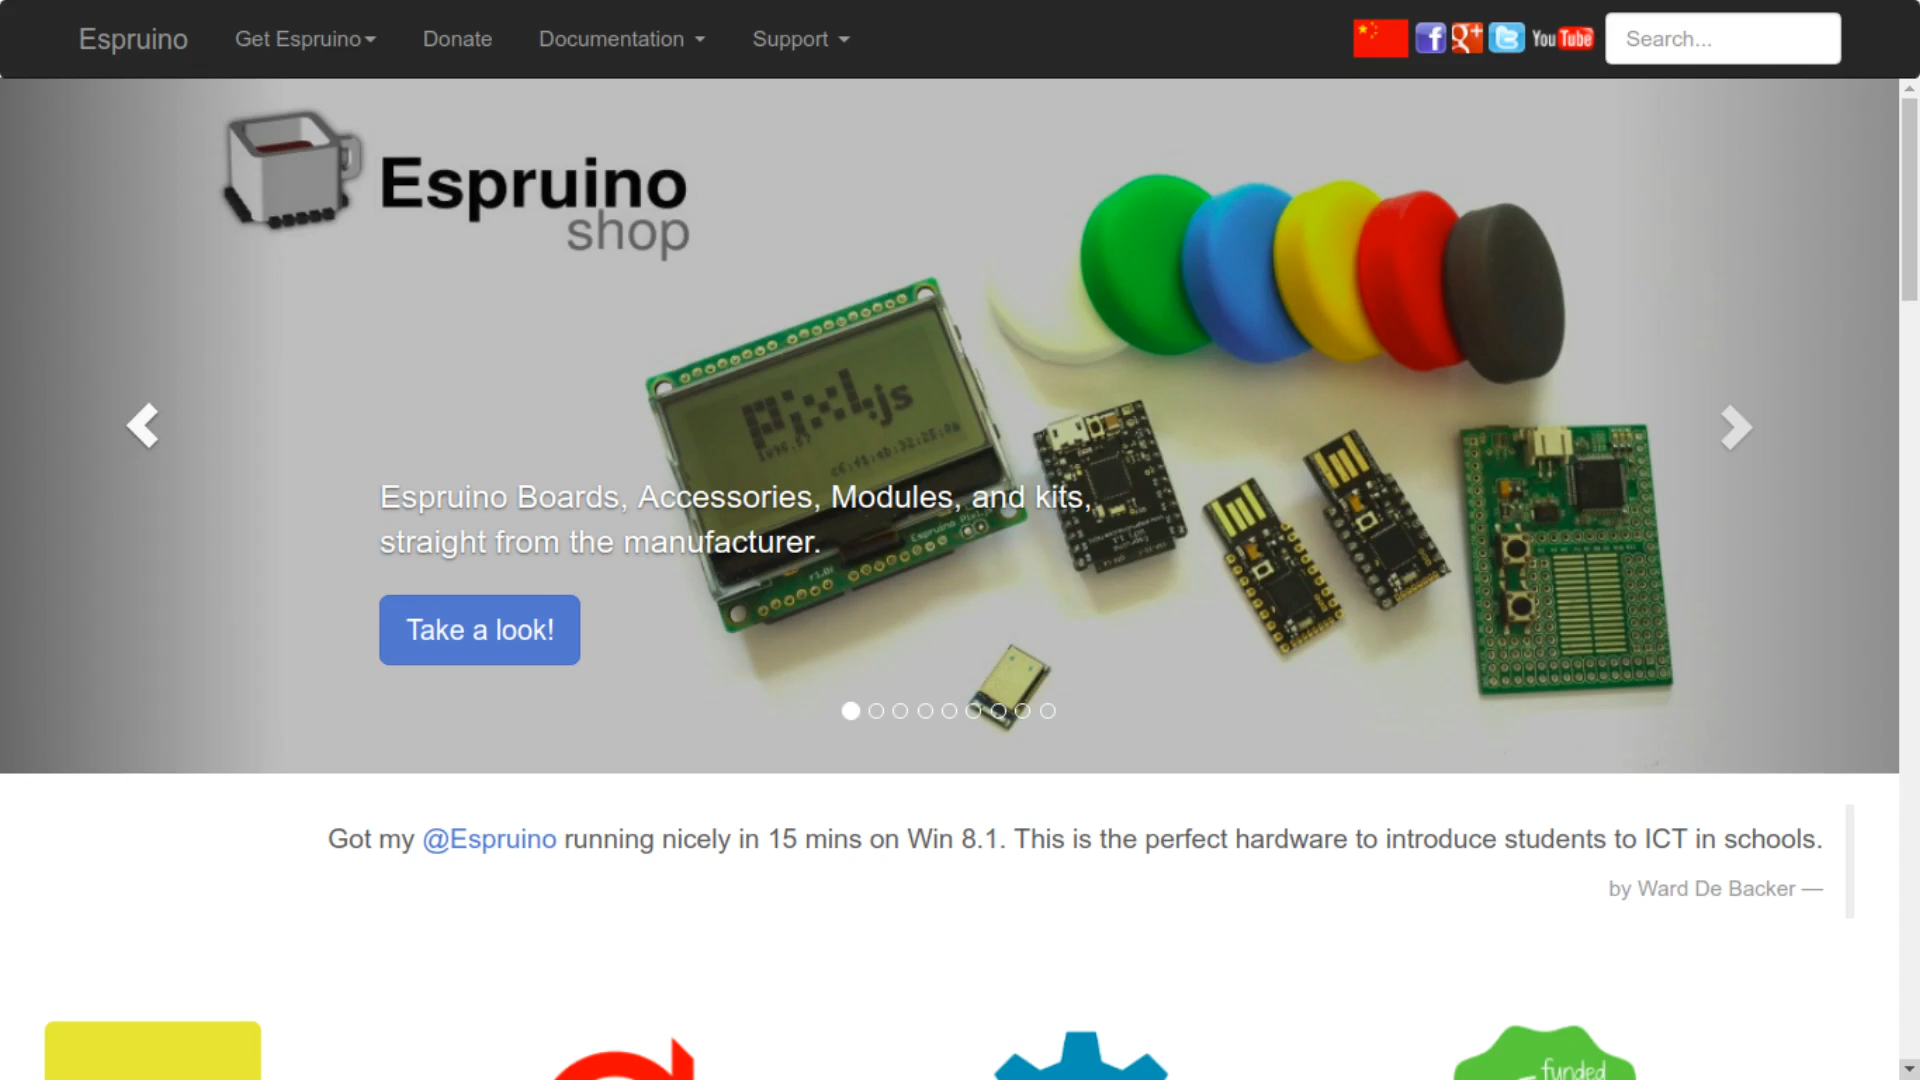 Espruino Get Espruino Donate Documentation Support You Tube Search...
Espruino
shop
Pixl.js
Espruino Boards, Accessories, Modules, and kits,
straight from the manufacturer.
Take a look!
Got my @Espruino running nicely in 15 mins on Win 8.1. This is the perfect hardware to introduce students to ICT in schools.
by Ward De Backer —
funded